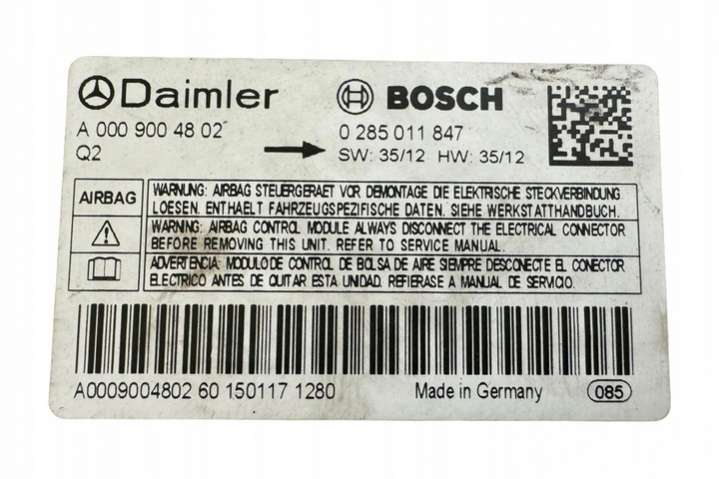 Daimler
BOSCH
A 000 900 48 02
0 285 011 847
Q2
SW: 35/12 HW: 35/12
AIRBAG
WARNUNG: AIRBAG STEUERGERAET VOR DEMONTAGE DIE ELEKTRISCHE STECKVERBINDUNG
LOESEN. ENTHAELT FAHRZEUGSPEZIFISCHE DATEN. SIEHE WERKSTATTHANDBUCH.
WARNING: AIRBAG CONTROL MODULE ALWAYS DISCONNECT THE ELECTRICAL CONNECTOR
BEFORE REMOVING THIS UNIT. REFER TO SERVICE MANUAL.
ADVERTENCIA: MODULO DE CONTROL DE BOLSA DE AIRE SIEMPRE DESCONECTE EL CONECTOR
ELECTRICO ANTES DE QUITAR ESTA UNIDAD. REFIERASE A MANUAL DE SERVICIO.
A0009004802 60 150117 1280
Made in Germany
085